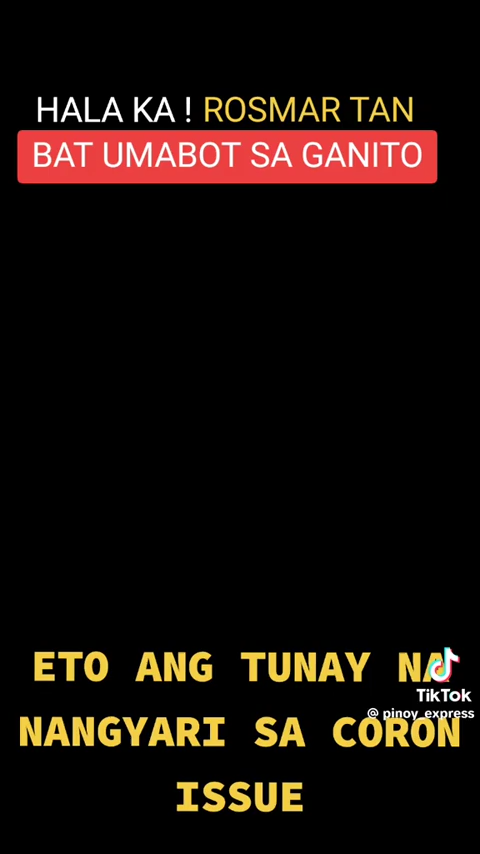 HALA KA ! ROSMAR TAN
BAT UMABOT SA GANITO
ETO ANG TUNAY NA
TikTok
@ pinoy_express
NANGYARI SA CORON
ISSUE